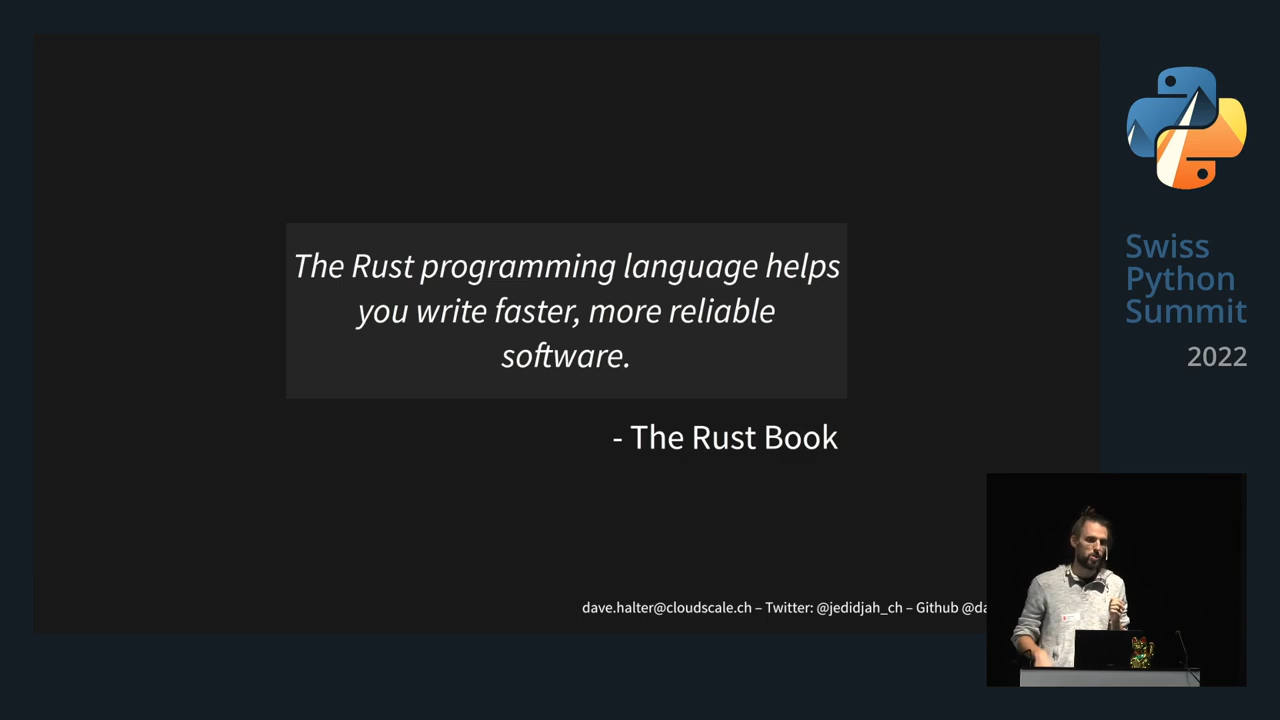 The Rust programming language helps
you write faster, more reliable
software.
- The Rust Book
dave.halter@cloudscale.ch – Twitter: @jedidjah_ch – Github @da
Swiss
Python
Summit
2022